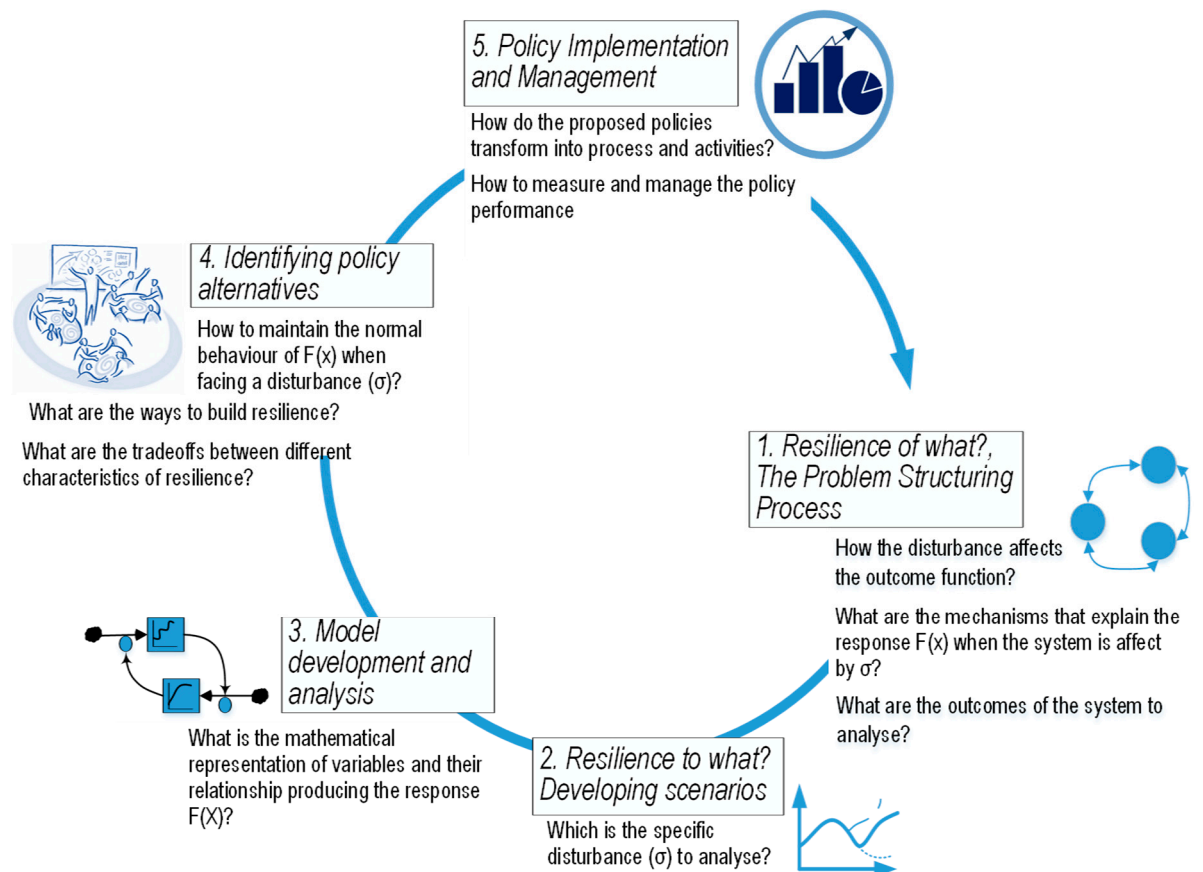 5. Policy Implementation
and Management
How do the proposed policies
transform into process and activities?
How to measure and manage the policy
performance
4. Identifying policy
alternatives
How to maintain the normal
behaviour of F(x) when
facing a disturbance (σ)?
What are the ways to build resilience?
What are the tradeoffs between different
characteristics of resilience?
1. Resilience of what?,
The Problem Structuring
Process
How the disturbance affects
the outcome function?
What are the mechanisms that explain the
response F(x) when the system is affect
by σ?
What are the outcomes of the system to
analyse?
3. Model
development and
analysis
What is the mathematical
representation of variables and their
relationship producing the response
F(X)?
2. Resilience to what?
Developing scenarios
Which is the specific
disturbance (σ) to analyse?